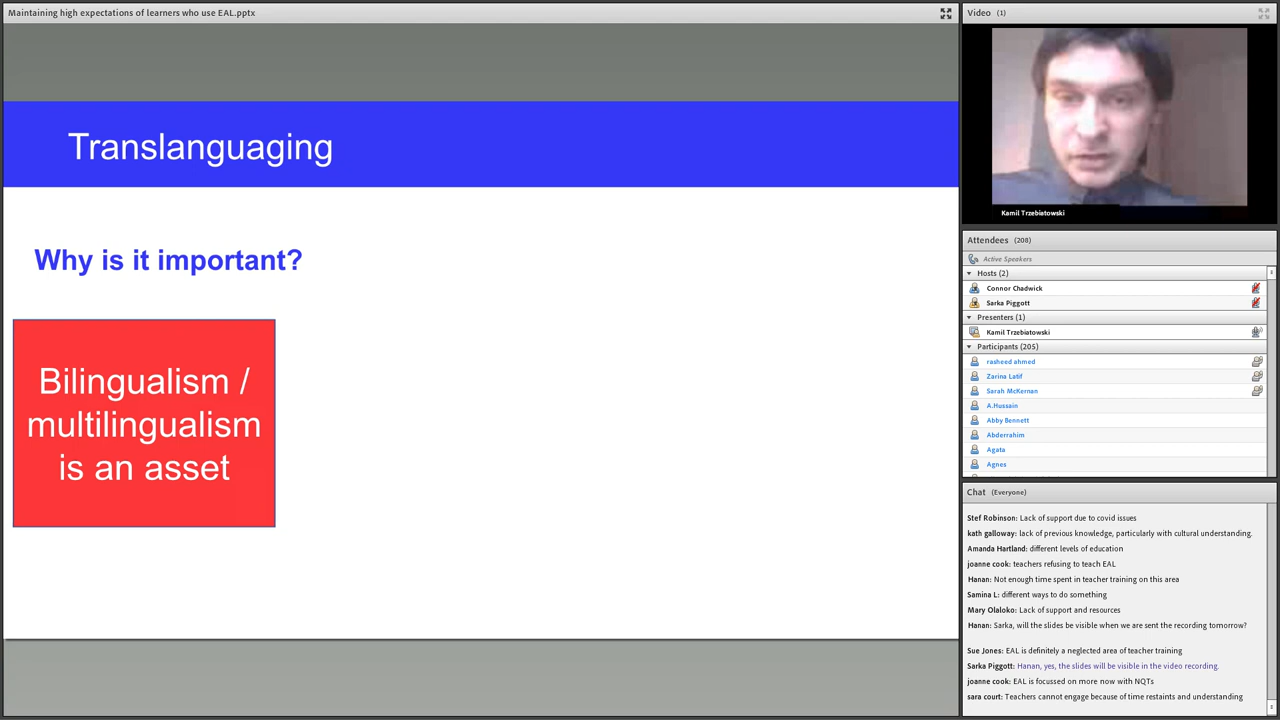 Maintaining high expectations of learners who use EAL.pptx
Translanguaging
Why is it important?
Bilingualism /
multilingualism
is an asset
Video (1)
Kamil Trzebiatowski
Attendees (208)
Active Speakers
Hosts (2)
Connor Chadwick
Sarka Piggott
Presenters (1)
Kamil Trzebiatowski
Participants (205)
rasheed ahmed
Zarina Latif
Sarah McKernan
A.Hussain
Abby Bennett
Abderrahim
Agata
Agnes
Chat (Everyone)
Stef Robinson: Lack of support due to covid issues
kath galloway: lack of previous knowledge, particularly with cultural understanding.
Amanda Hartland: different levels of education
joanne cook: teachers refusing to teach EAL
Hanan: Not enough time spent in teacher training on this area
Samina L: different ways to do something
Mary Olaloko: Lack of support and resources
Hanan: Sarka, will the slides be visible when we are sent the recording tomorrow?
Sue Jones: EAL is definitely a neglected area of teacher training
Sarka Piggott: Hanan, yes, the slides will be visible in the video recording.
joanne cook: EAL is focussed on more now with NQTs
sara court: Teachers cannot engage because of time restaints and understanding